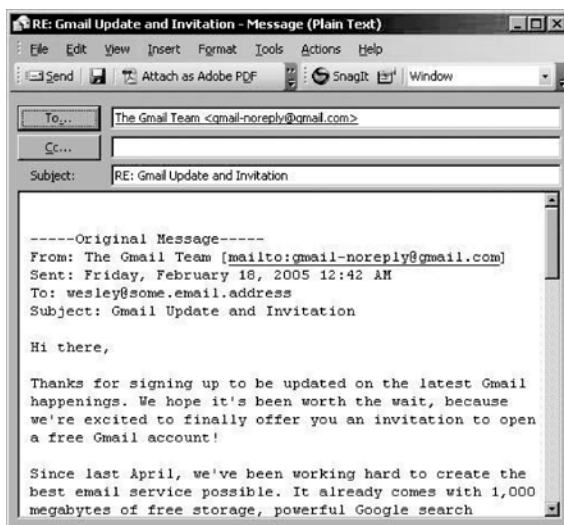 RE: Gmail Update and Invitation - Message (Plain Text)
File Edit View Insert Format Tools Actions Help
Send Attach as Adobe PDF SnagIt Window
To... The Gmail Team <gmail-noreply@gmail.com>
Cc...
Subject: RE: Gmail Update and Invitation
-----Original Message-----
From: The Gmail Team [mailto:gmail-noreply@gmail.com]
Sent: Friday, February 18, 2005 12:42 AM
To: wesley@some.email.address
Subject: Gmail Update and Invitation
Hi there,
Thanks for signing up to be updated on the latest Gmail
happenings. We hope it's been worth the wait, because
we're excited to finally offer you an invitation to open
a free Gmail account!
Since last April, we've been working hard to create the
best email service possible. It already comes with 1,000
megabytes of free storage, powerful Google search